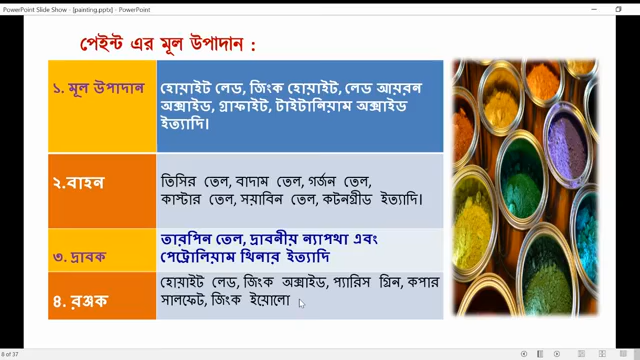 PowerPoint Slide Show - [painting.pptx] - PowerPoint
পেইন্ট এর মূল উপাদান :
১. মূল উপাদান
হোয়াইট লেড, জিংক হোয়াইট, লেড আয়রন
অক্সাইড, গ্রাফাইট, টাইটানিয়াম অক্সাইড
ইত্যাদি।
২.বাহন
তিসির তেল, বাদাম তেল, গর্জন তেল,
কাস্টার তেল, সয়াবিন তেল, কটনগ্রীড ইত্যাদি।
৩. দ্রাবক
তারপিন তেল, দ্রাবনীয় ন্যাপথা এবং
পেট্রোলিয়াম থিনার ইত্যাদি
৪. রঞ্জক
হোয়াইট লেড, জিংক অক্সাইড, প্যারিস গ্রিন, কপার
সালফেট, জিংক ইয়োলো
8 of 37